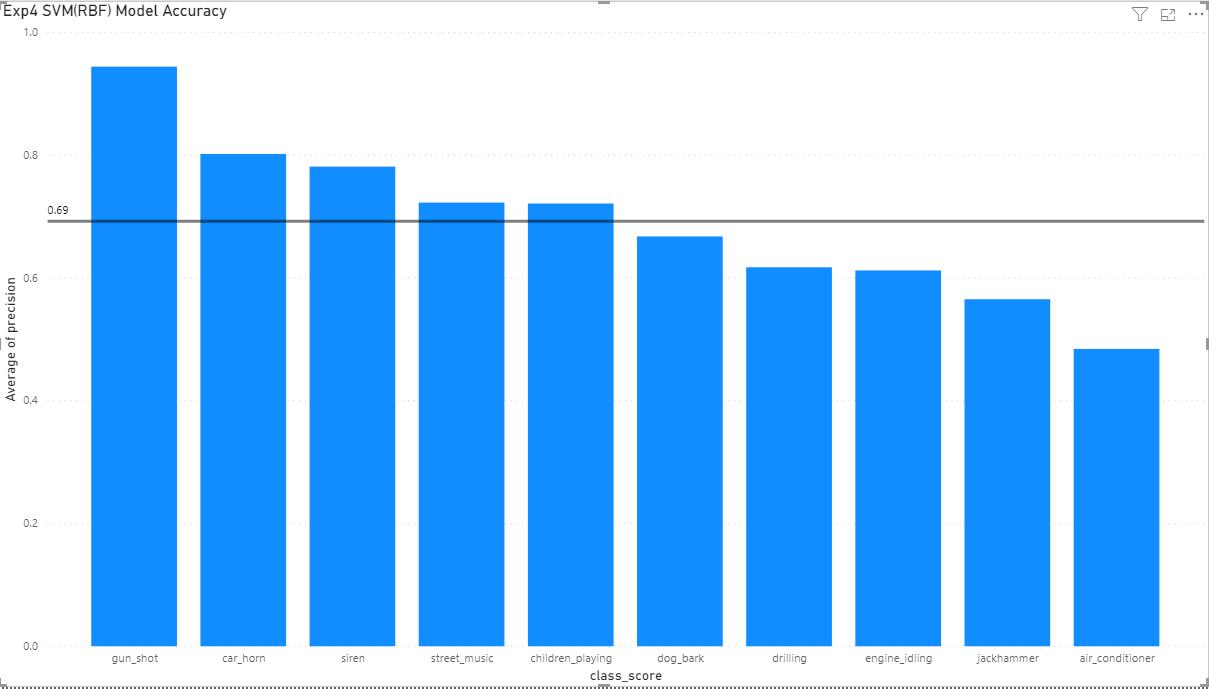 Exp4 SVM(RBF) Model Accuracy
1.0
0.8
0.69
0.6
0.4
0.2
0.0
Average of precision
gun_shot car_horn siren street_music children_playing dog_bark drilling engine_idling jackhammer air_conditioner
class_score